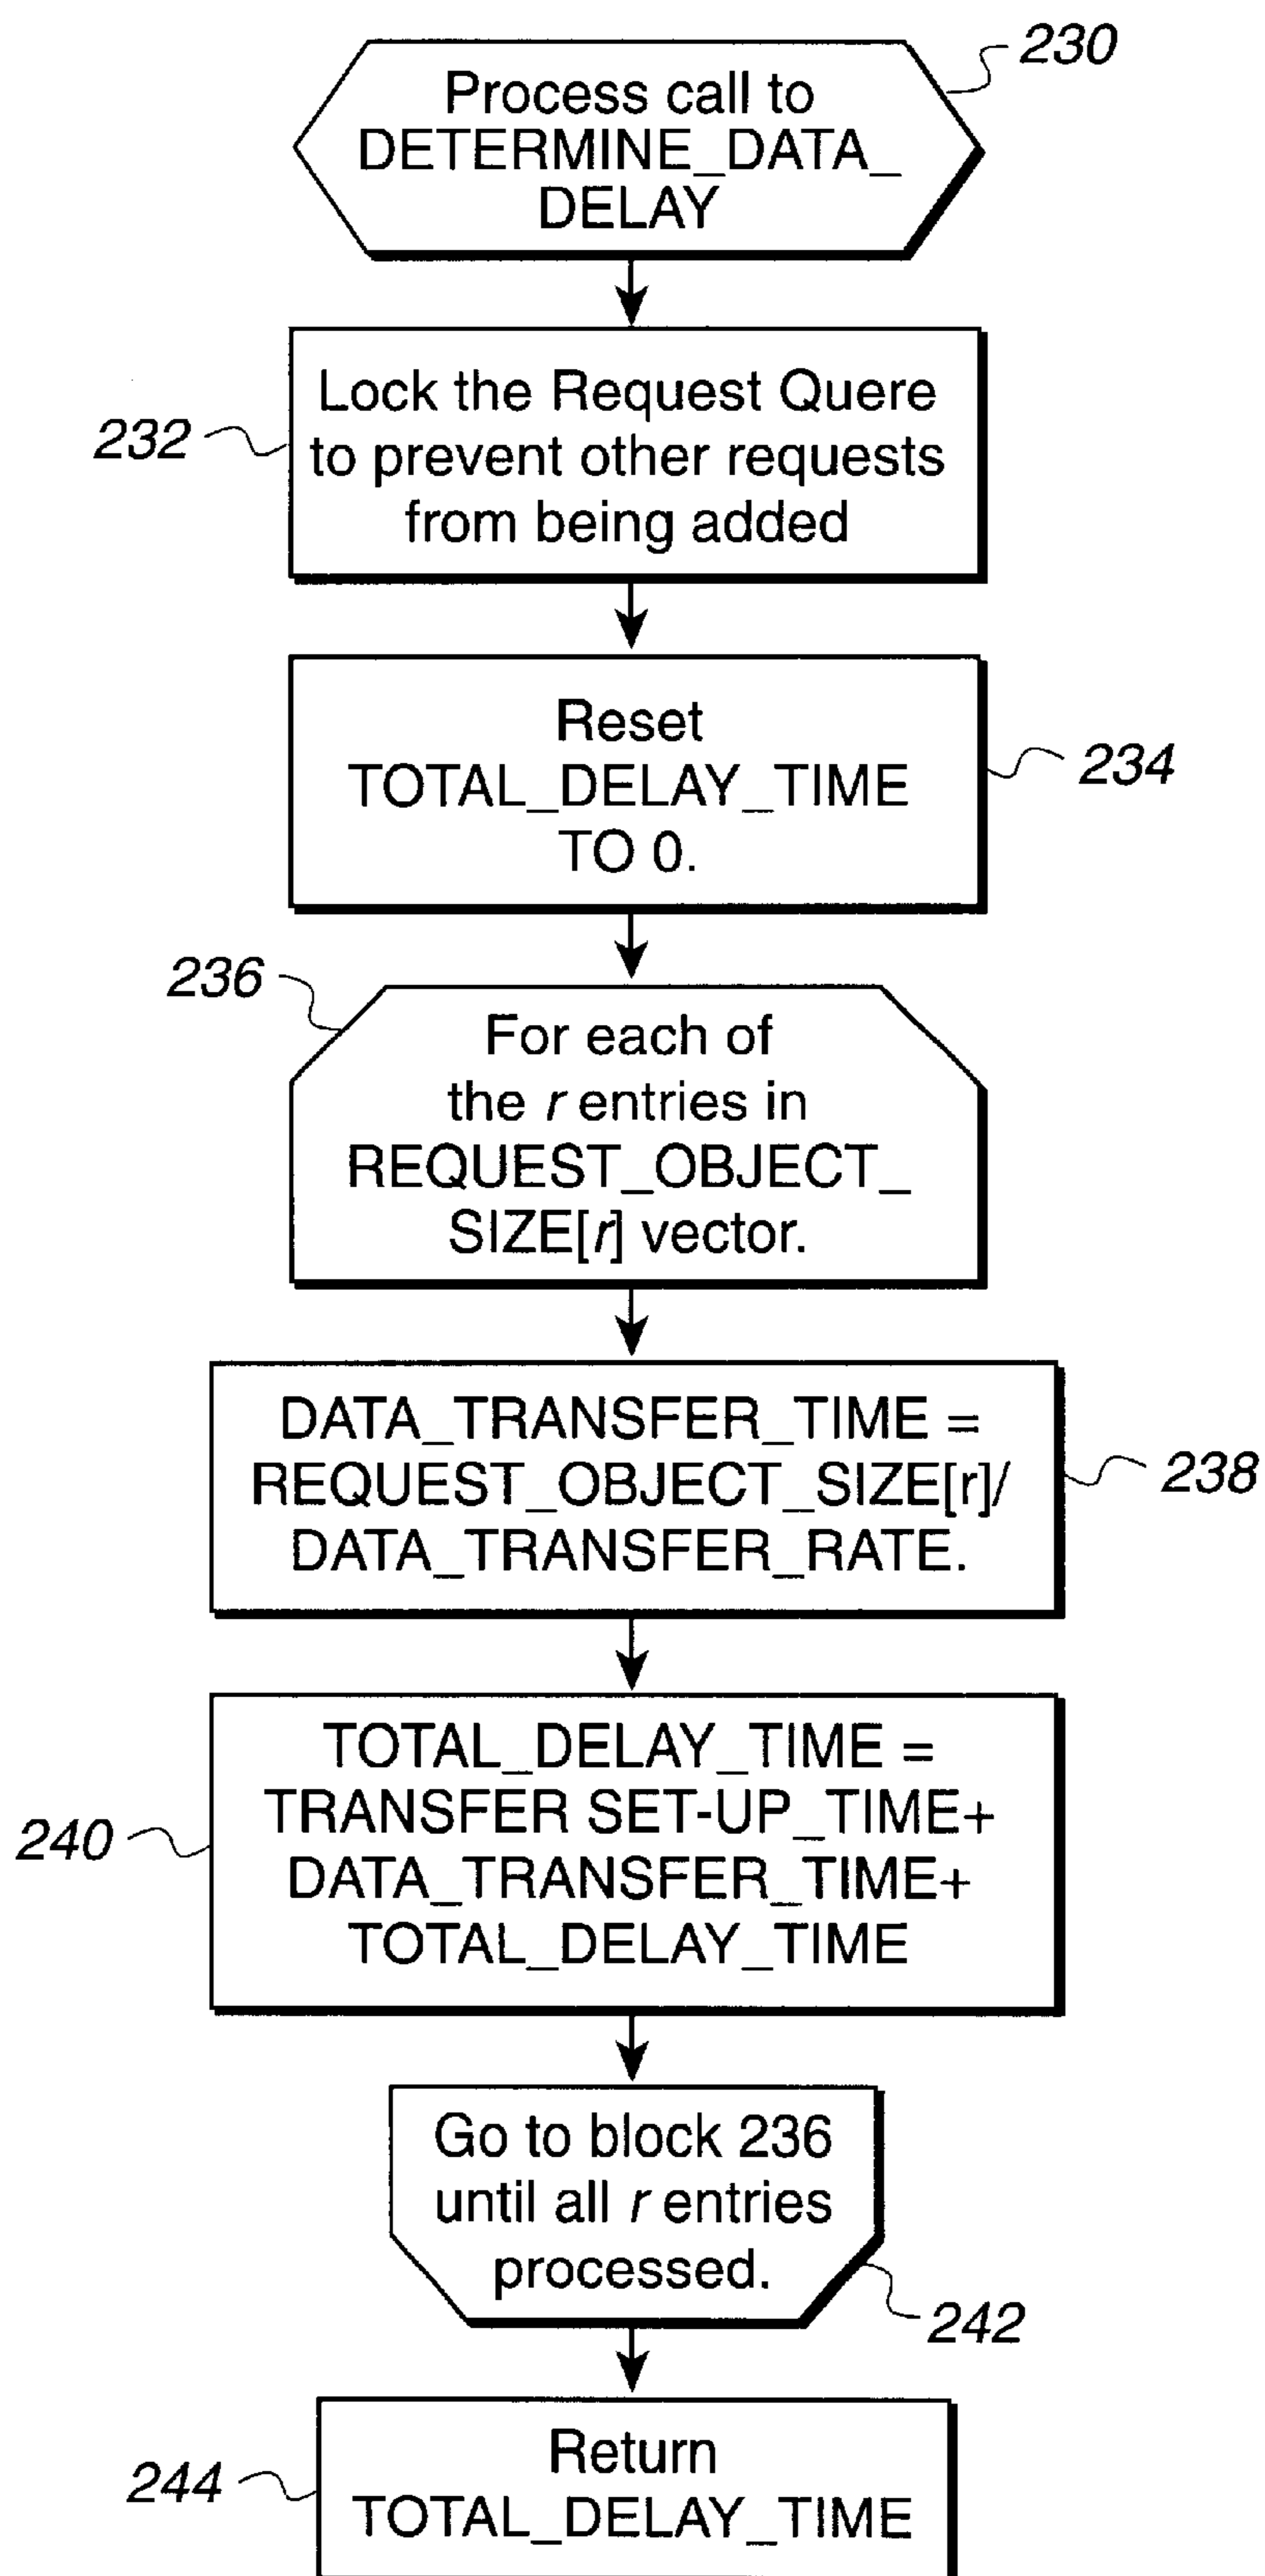 230
Process call to
DETERMINE_DATA_
DELAY
232
Lock the Request Quere
to prevent other requests
from being added
Reset
TOTAL_DELAY_TIME
TO 0.
234
236
For each of
the r entries in
REQUEST_OBJECT_
SIZE[r] vector.
DATA_TRANSFER_TIME =
REQUEST_OBJECT_SIZE[r]/
DATA_TRANSFER_RATE.
238
240
TOTAL_DELAY_TIME =
TRANSFER SET-UP_TIME+
DATA_TRANSFER_TIME+
TOTAL_DELAY_TIME
Go to block 236
until all r entries
processed.
242
244
Return
TOTAL_DELAY_TIME